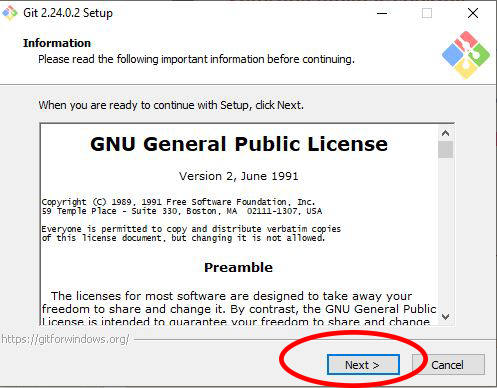 Git 2.24.0.2 Setup
Information
Please read the following important information before continuing.
When you are ready to continue with Setup, click Next.
GNU General Public License
Version 2, June 1991
Copyright (C) 1989, 1991 Free Software Foundation, Inc.
59 Temple Place - Suite 330, Boston, MA  02111-1307, USA
Everyone is permitted to copy and distribute verbatim copies
of this license document, but changing it is not allowed.
Preamble
The licenses for most software are designed to take away your
freedom to share and change it. By contrast, the GNU General Public
License is intended to guarantee your freedom to share and change
https://gitforwindows.org/
Next >
Cancel